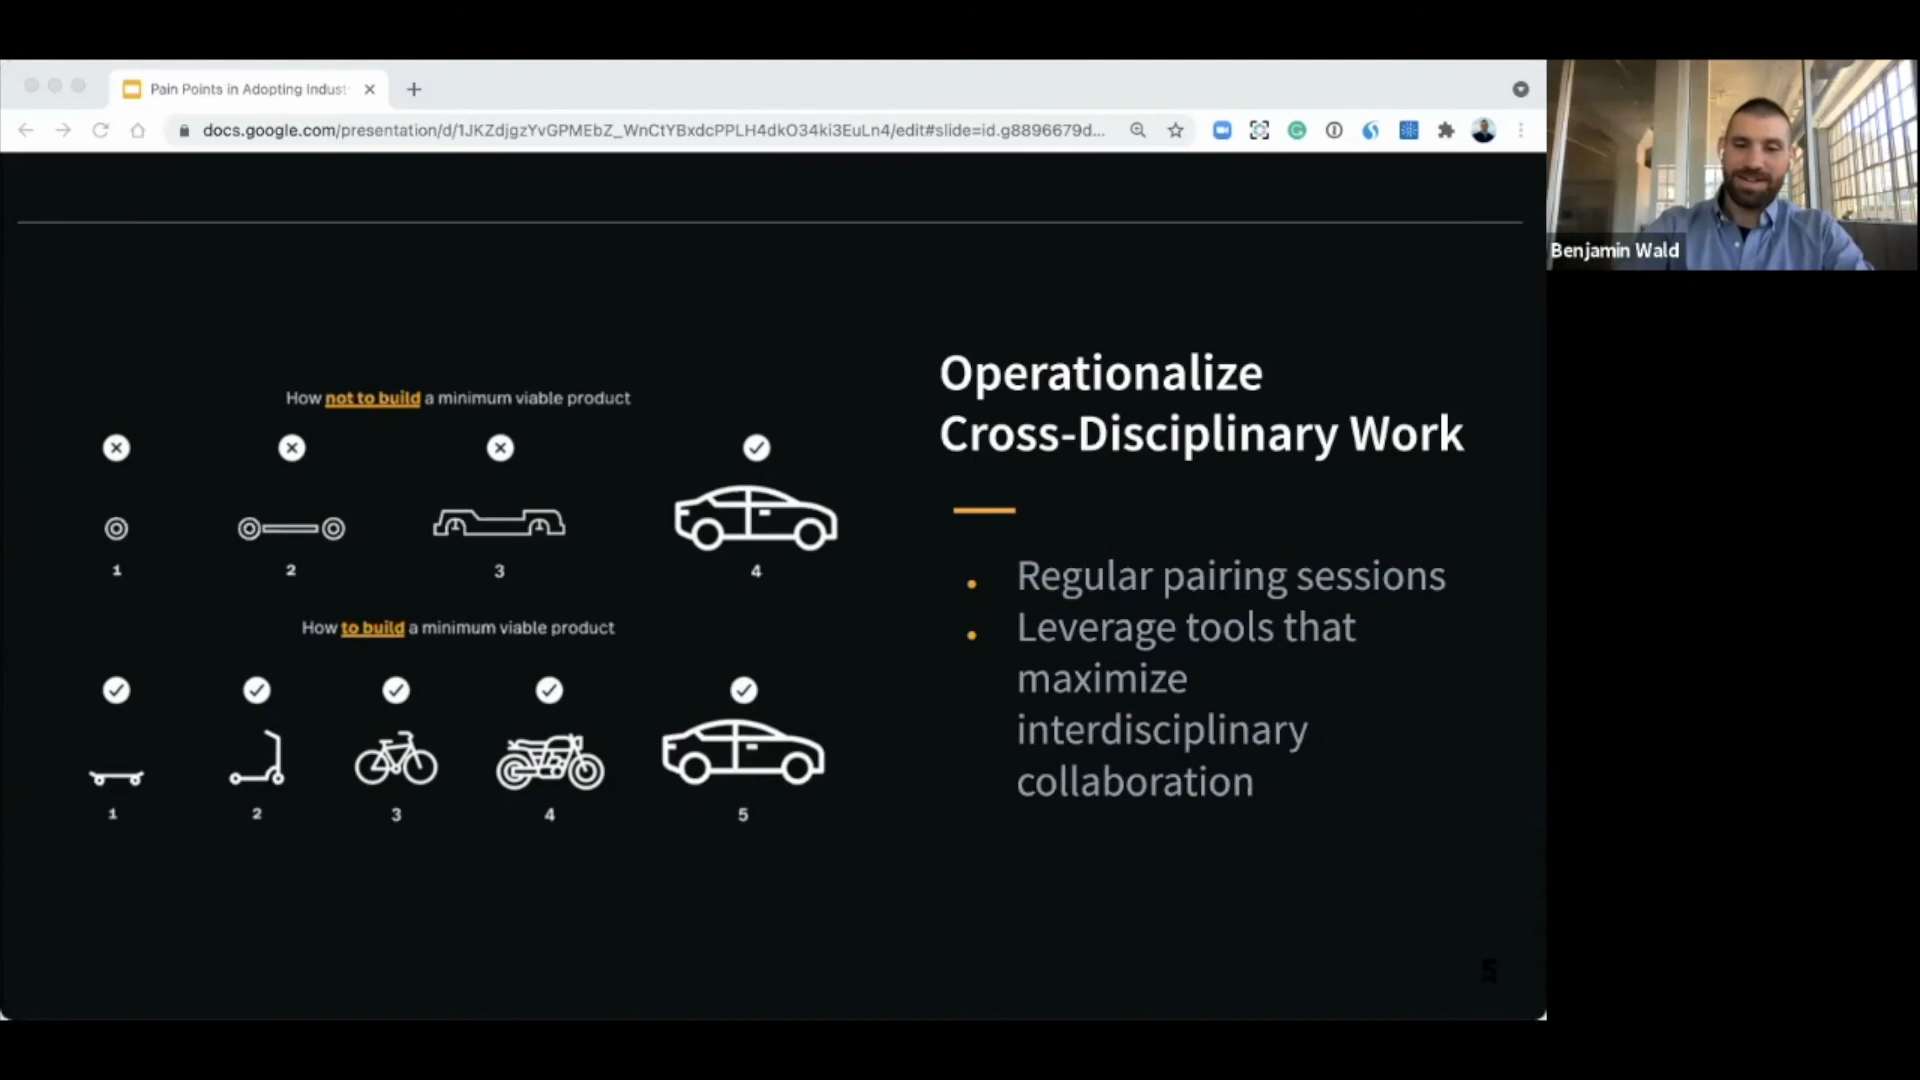 Pain Points in Adopting Indust
docs.google.com/presentation/d/1JKZdjgzYvGPMEbZ_WnCtYBxdcPPLH4dkO34ki3EuLn4/edit#slide=id.g8896679d...
Benjamin Wald
How not to build a minimum viable product
1 2 3 4
How to build a minimum viable product
1 2 3 4 5
Operationalize
Cross-Disciplinary Work
• Regular pairing sessions
• Leverage tools that
maximize
interdisciplinary
collaboration
S